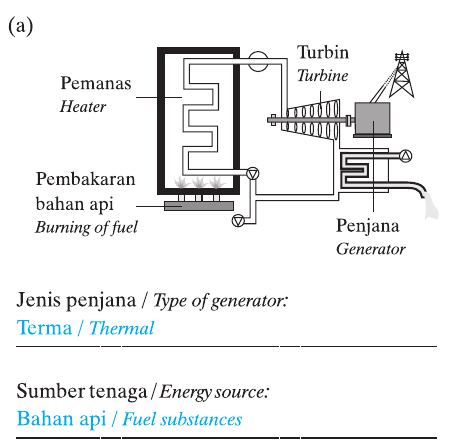 (a)
Turbin
Turbine
Pemanas
Heater
Pembakaran
bahan api
Burning of fuel
Penjana
Generator
Jenis penjana / Type of generator:
Terma / Thermal
Sumber tenaga / Energy source:
Bahan api / Fuel substances